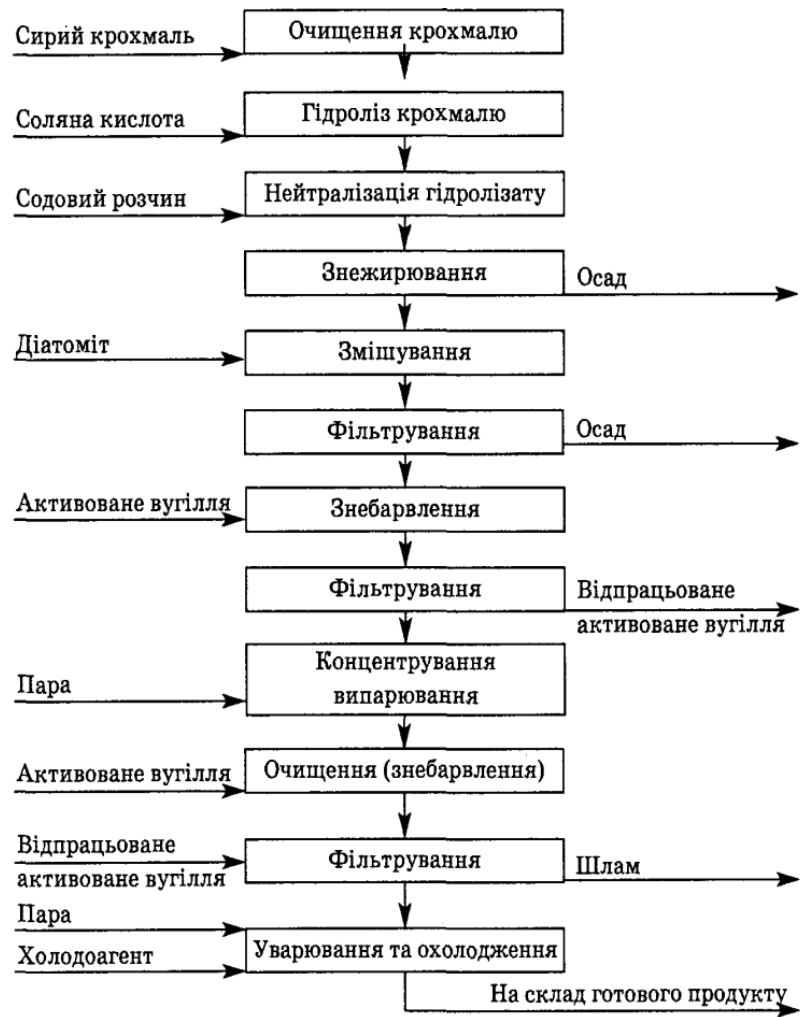 Сирий крохмаль
Очищення крохмалю
Соляна кислота
Гідроліз крохмалю
Содовий розчин
Нейтралізація гідролізату
Знежирювання
Осад
Діатоміт
Змішування
Фільтрування
Осад
Активоване вугілля
Знебарвлення
Фільтрування
Відпрацьоване
активоване вугілля
Пара
Концентрування
випарювання
Активоване вугілля
Очищення (знебарвлення)
Відпрацьоване
активоване вугілля
Фільтрування
Шлам
Пара
Холодоагент
Уварювання та охолодження
На склад готового продукту